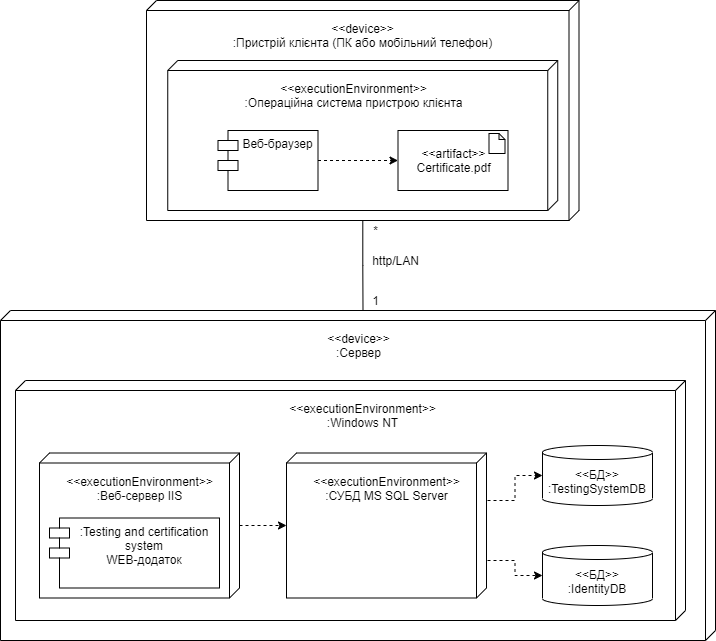 <<device>>
:Пристрій клієнта (ПК або мобільний телефон)
<<executionEnvironment>>
:Операційна система пристрою клієнта
Веб-браузер
<<artifact>>
Certificate.pdf
*
http/LAN
1
<<device>>
:Сервер
<<executionEnvironment>>
:Windows NT
<<executionEnvironment>>
:Веб-сервер IIS
:Testing and certification
system
WEB-додаток
<<executionEnvironment>>
:СУБД MS SQL Server
<<БД>>
:TestingSystemDB
<<БД>>
:IdentityDB